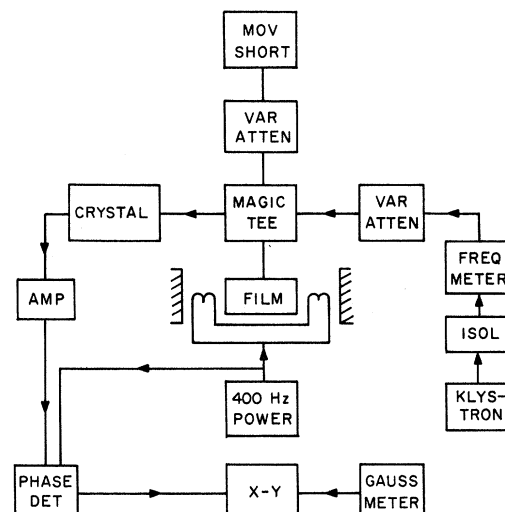 MOV
SHORT
VAR
ATTEN
CRYSTAL
MAGIC
TEE
VAR
ATTEN
FREQ
METER
AMP
FILM
ISOL
400 Hz
POWER
KLYS-
TRON
PHASE
DET
X-Y
GAUSS
METER